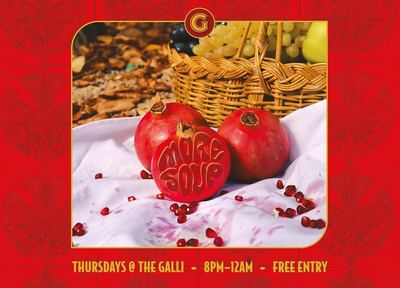 G
MORE
SOUP
THURSDAYS @ THE GALLI - 8PM–12AM - FREE ENTRY